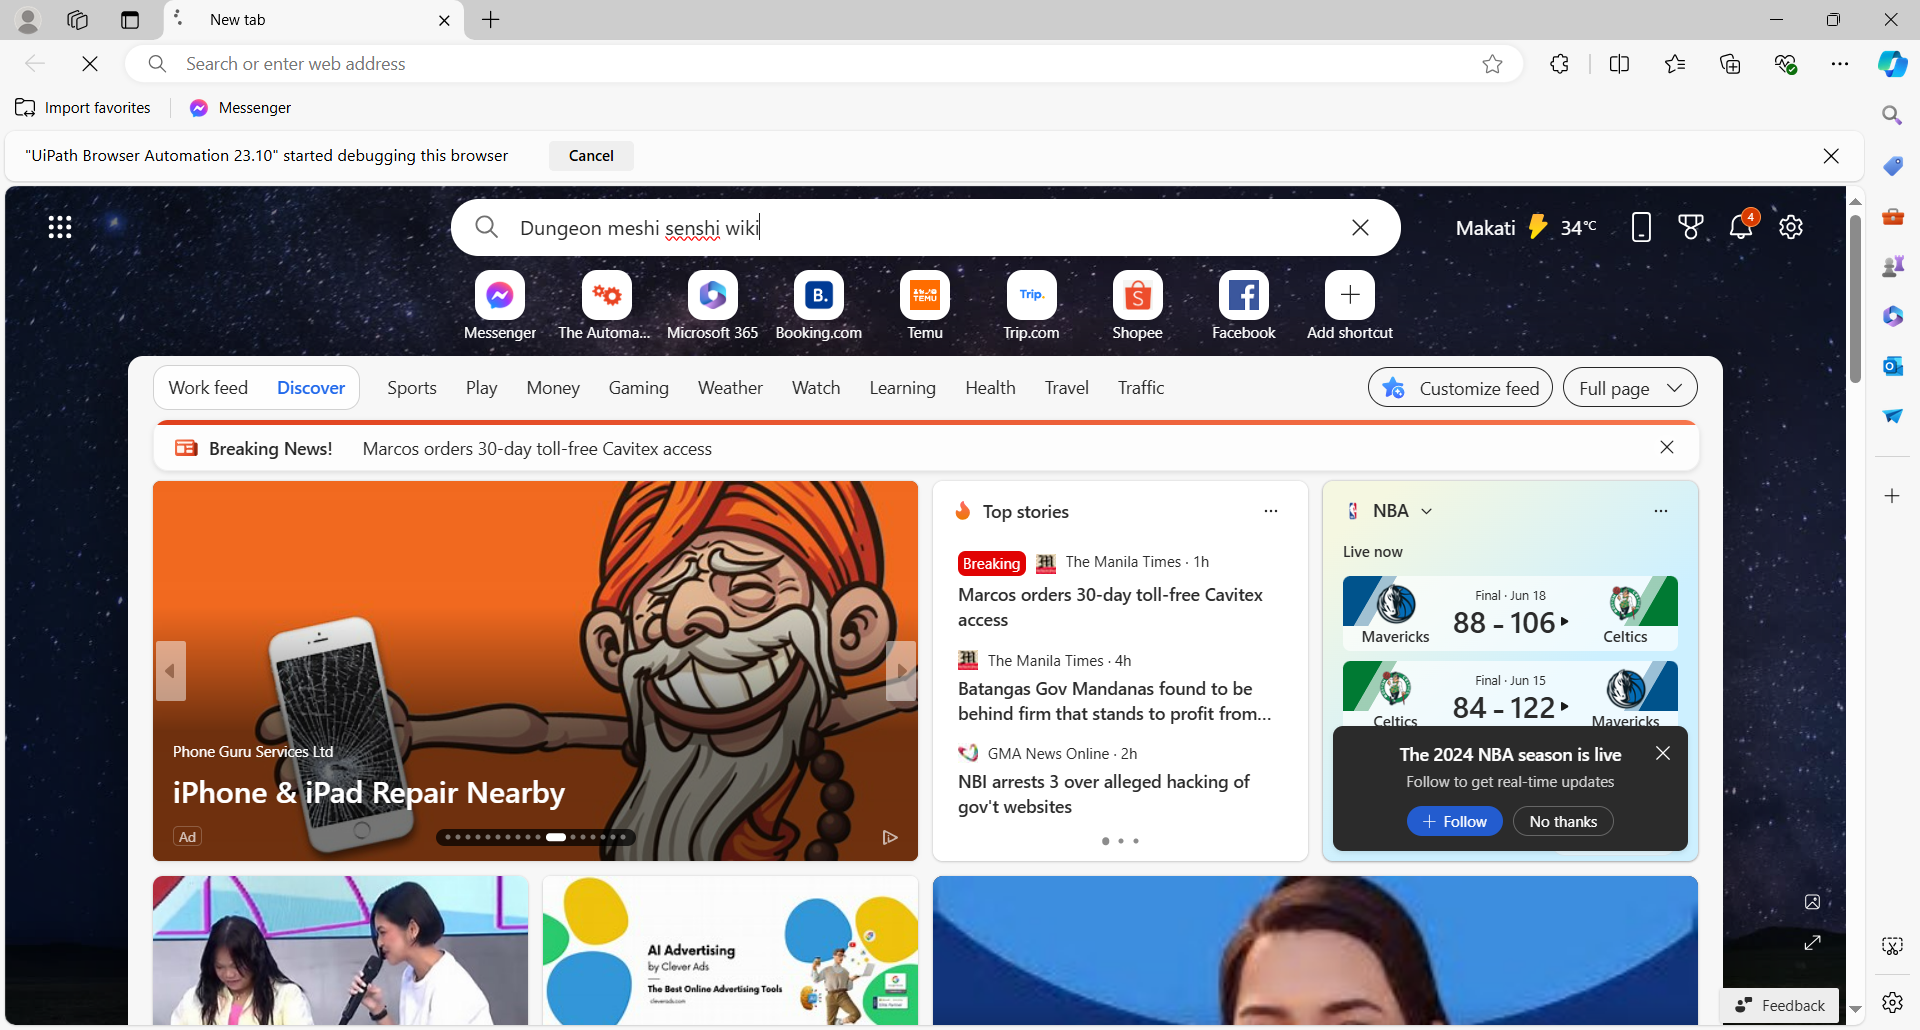 New tab
Search or enter web address
Import favorites
Messenger
"UiPath Browser Automation 23.10" started debugging this browser
Cancel
Dungeon meshi senshi wiki
Makati
34°C
4
Messenger
The Automa...
Microsoft 365
B.
Booking.com
TEMU
Temu
Trip.
Trip.com
Shopee
Facebook
Add shortcut
Work feed
Discover
Sports
Play
Money
Gaming
Weather
Watch
Learning
Health
Travel
Traffic
Customize feed
Full page
Breaking News!
Marcos orders 30-day toll-free Cavitex access
Phone Guru Services Ltd
iPhone & iPad Repair Nearby
Ad
Top stories
Breaking
The Manila Times · 1h
Marcos orders 30-day toll-free Cavitex
access
The Manila Times · 4h
Batangas Gov Mandanas found to be
behind firm that stands to profit from...
GMA News Online · 2h
NBI arrests 3 over alleged hacking of
gov't websites
NBA
Live now
Final · Jun 18
88 - 106
Mavericks
Celtics
Final · Jun 15
84 - 122
Celtics
Mavericks
The 2024 NBA season is live
Follow to get real-time updates
Follow
No thanks
AI Advertising
by Clever Ads
The Best Online Advertising Tools
cleverads.com
Feedback